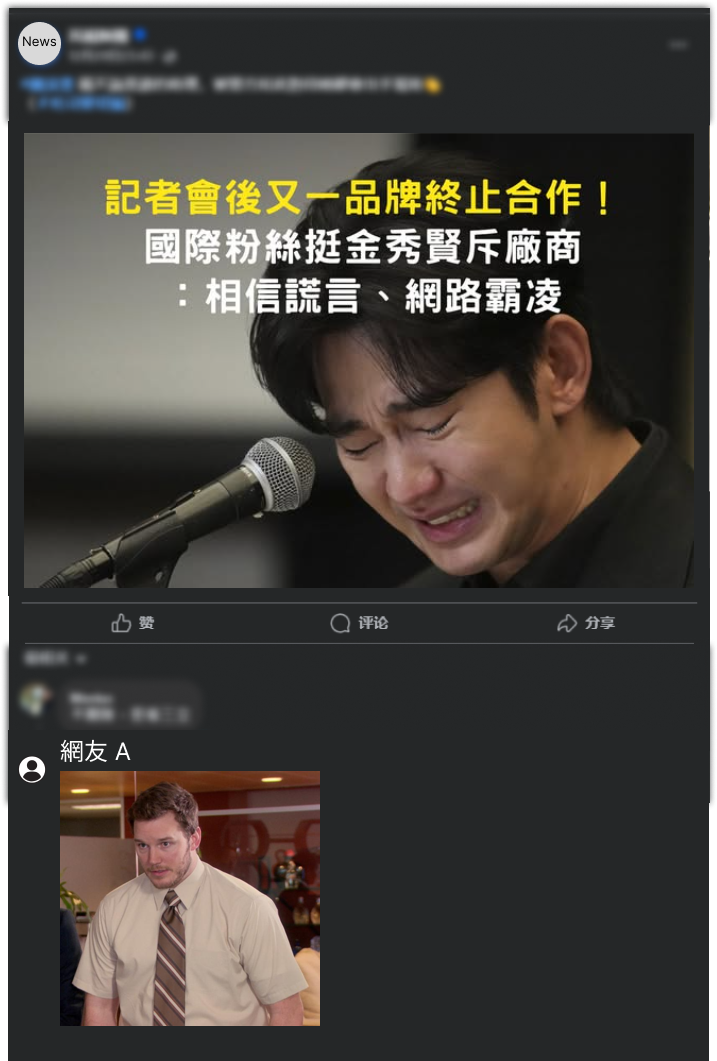 News
記者會後又一品牌終止合作！
國際粉絲挺金秀賢斥廠商
：相信謊言、網路霸凌
赞
评论
分享
網友 A